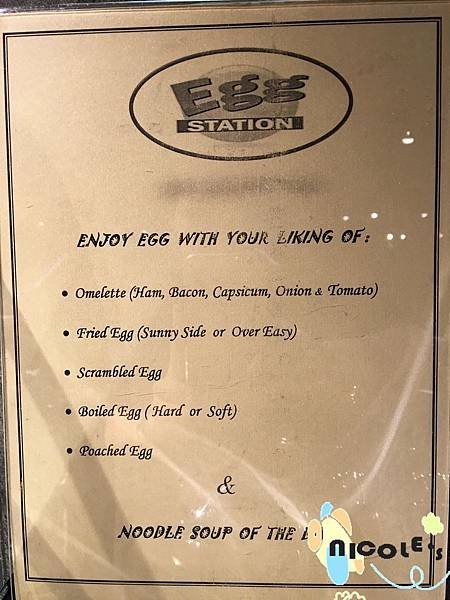 Egg
STATION
ENJOY EGG WITH YOUR LIKING OF:
• Omelette (Ham, Bacon, Capsicum, Onion & Tomato)
• Fried Egg (Sunny Side or Over Easy)
• Scrambled Egg
• Boiled Egg (Hard or Soft)
• Poached Egg
&
NOODLE SOUP OF THE
NICOLE's